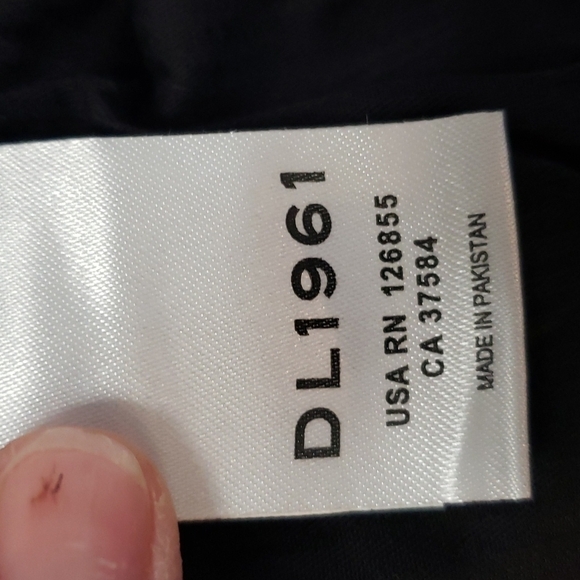 DL1961
USA RN 126855
CA 37584
MADE IN PAKISTAN